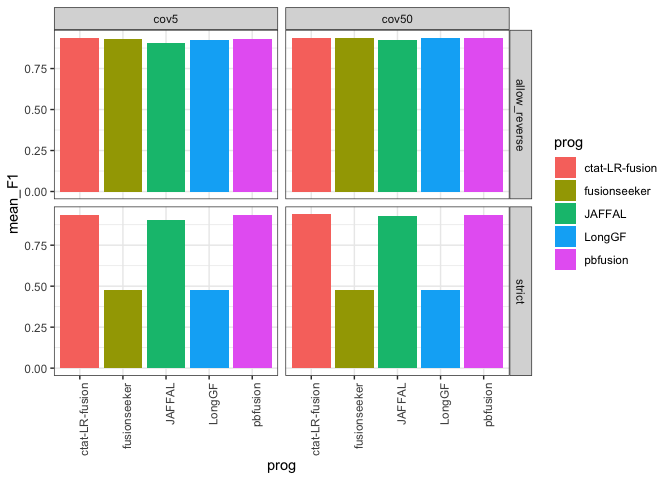 cov5
cov50
0.75
0.50
0.25
0.00
allow_reverse
0.75
0.50
0.25
0.00
strict
mean_F1
ctat-LR-fusion
fusionseeker
JAFFAL
LongGF
pbfusion
ctat-LR-fusion
fusionseeker
JAFFAL
LongGF
pbfusion
prog
prog
ctat-LR-fusion
fusionseeker
JAFFAL
LongGF
pbfusion